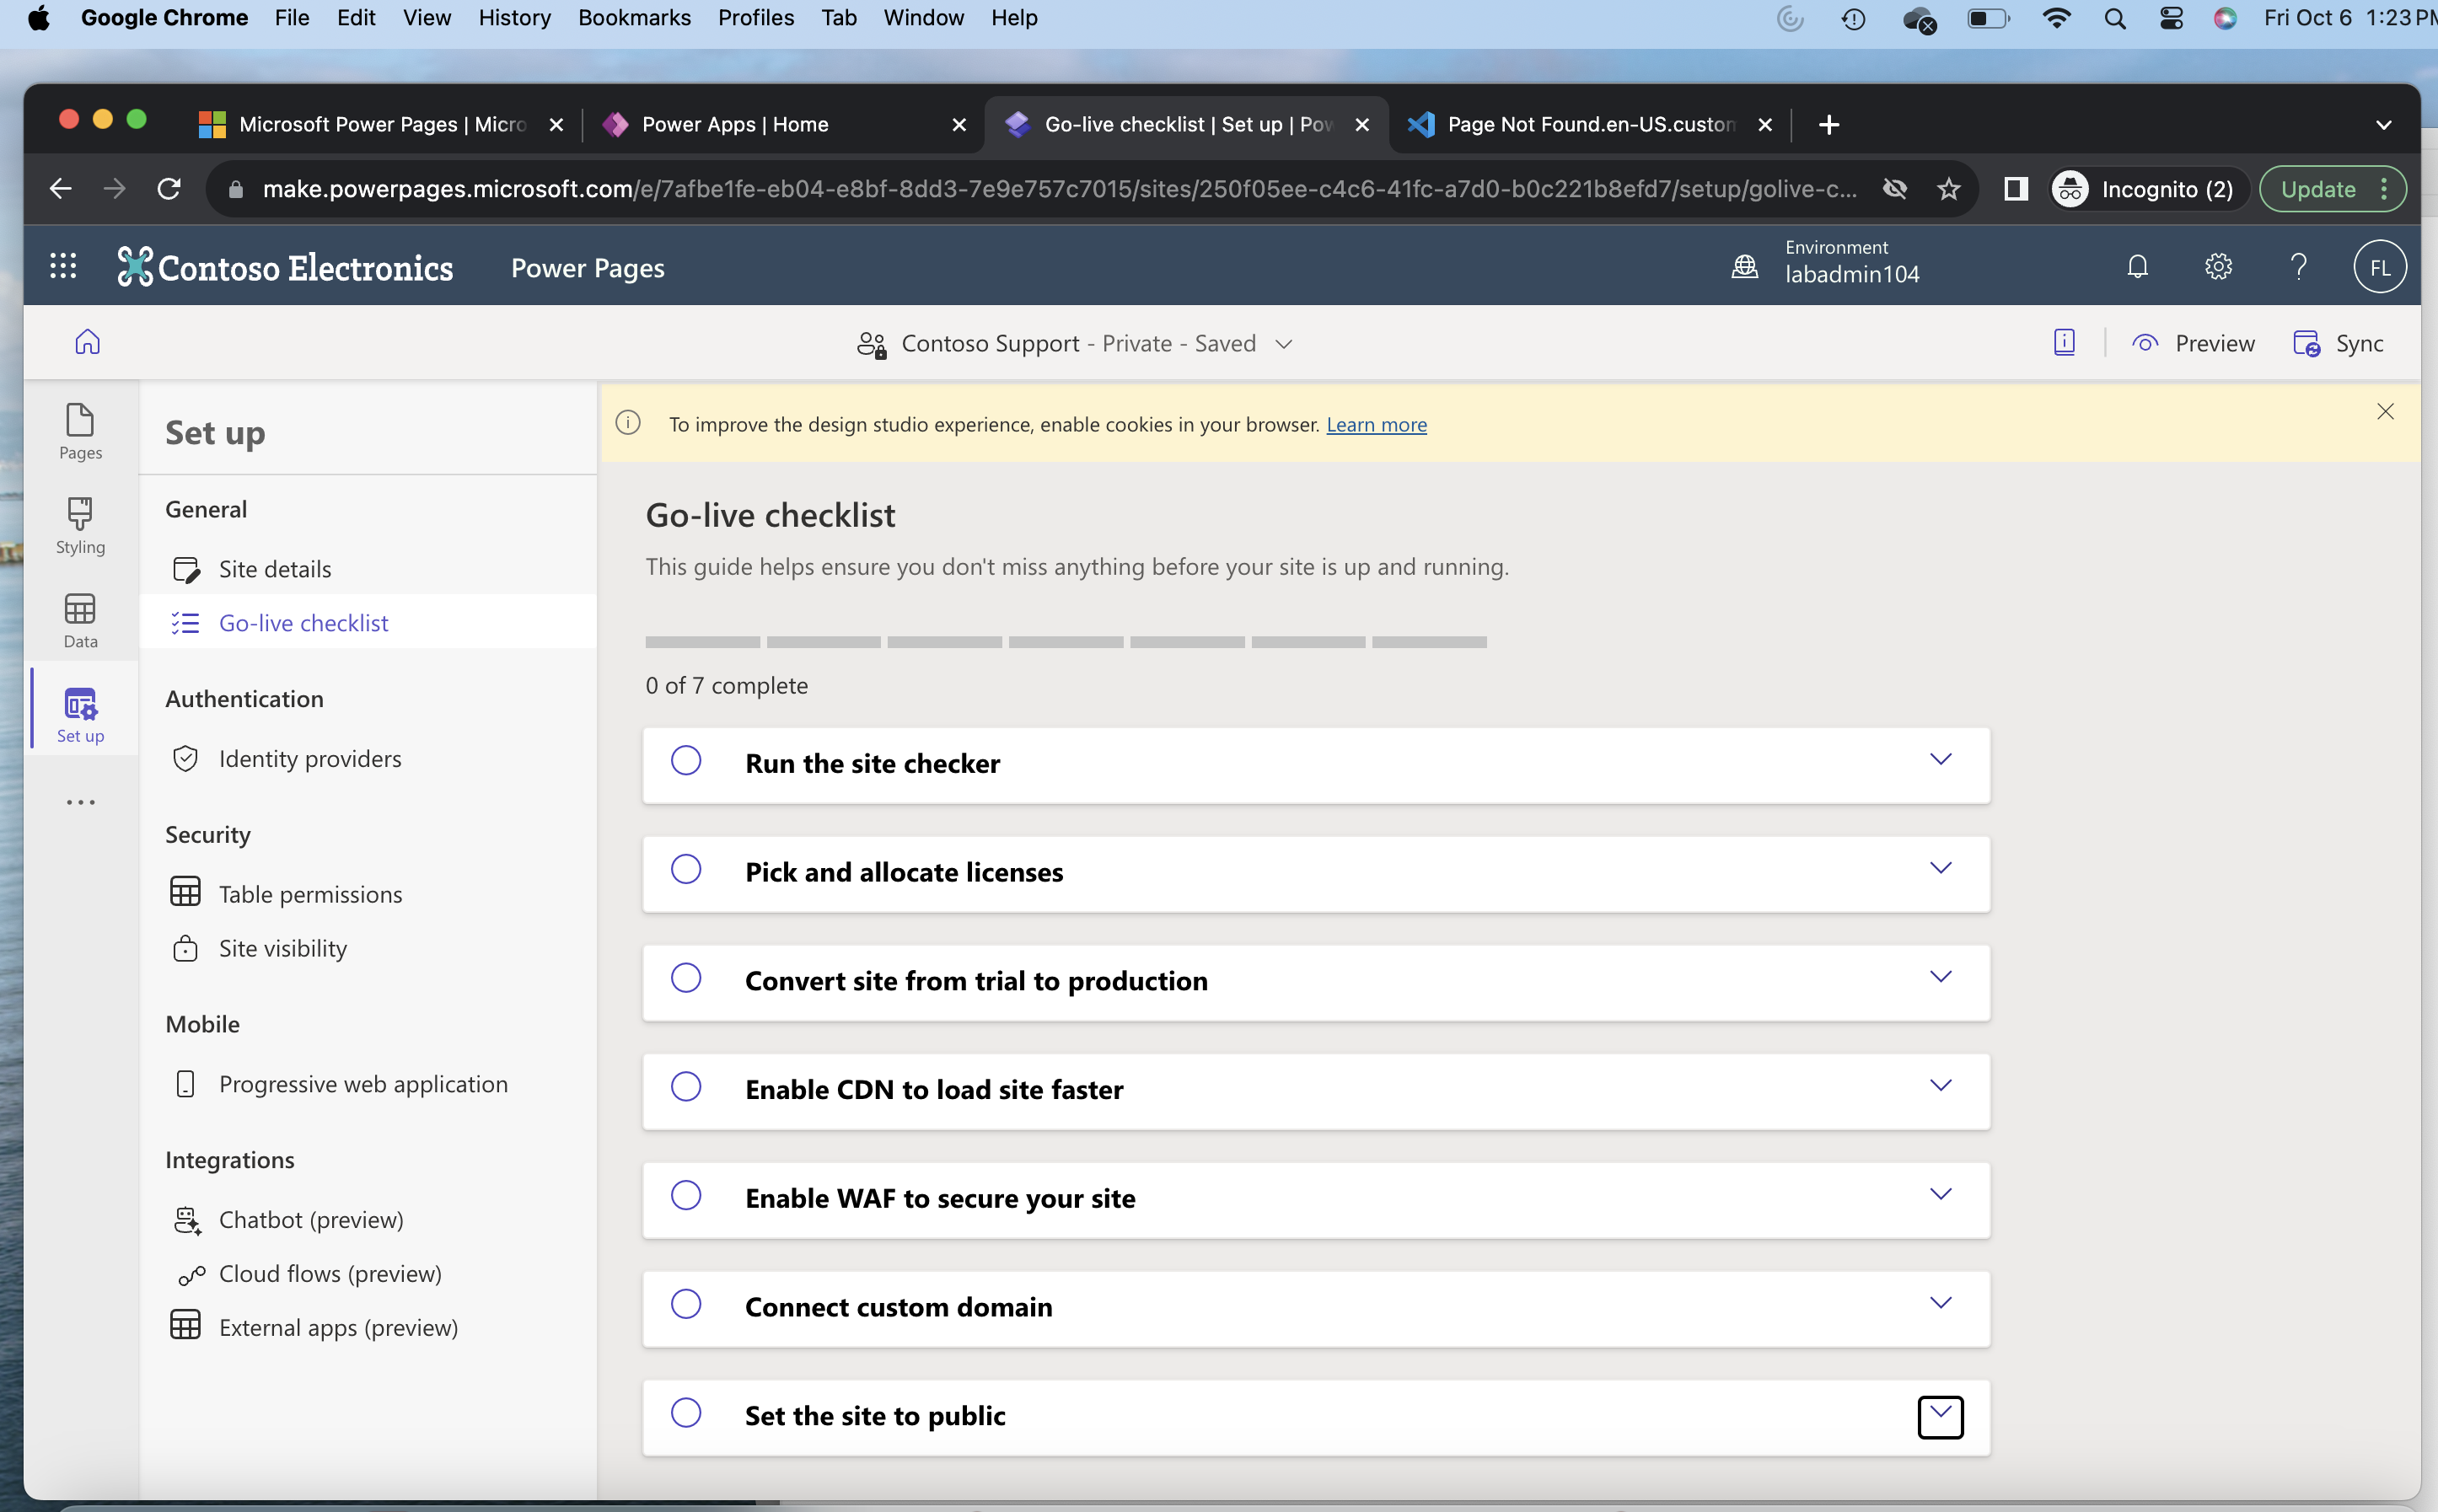 Google Chrome File Edit View History Bookmarks Profiles Tab Window Help Fri Oct 6 1:23 PM
Microsoft Power Pages | Micro Power Apps | Home Go-live checklist | Set up | Pow Page Not Found.en-US.custom
make.powerpages.microsoft.com/e/7afbe1fe-eb04-e8bf-8dd3-7e9e757c7015/sites/250f05ee-c4c6-41fc-a7d0-b0c221b8efd7/setup/golive-c... Incognito (2) Update
Contoso Electronics Power Pages
Environment
labadmin104
FL
Contoso Support - Private - Saved
Preview Sync
Pages
Styling
Data
Set up
Set up
General
Site details
Go-live checklist
Authentication
Identity providers
Security
Table permissions
Site visibility
Mobile
Progressive web application
Integrations
Chatbot (preview)
Cloud flows (preview)
External apps (preview)
To improve the design studio experience, enable cookies in your browser. Learn more
Go-live checklist
This guide helps ensure you don't miss anything before your site is up and running.
0 of 7 complete
Run the site checker
Pick and allocate licenses
Convert site from trial to production
Enable CDN to load site faster
Enable WAF to secure your site
Connect custom domain
Set the site to public